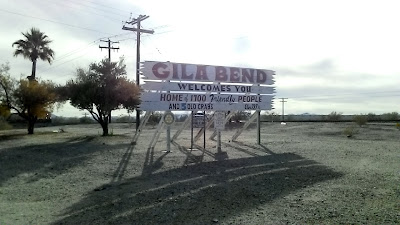 GILA BEND
WELCOMES YOU
HOME of 1700 Friendly PEOPLE
AND 5 OLD CRABS